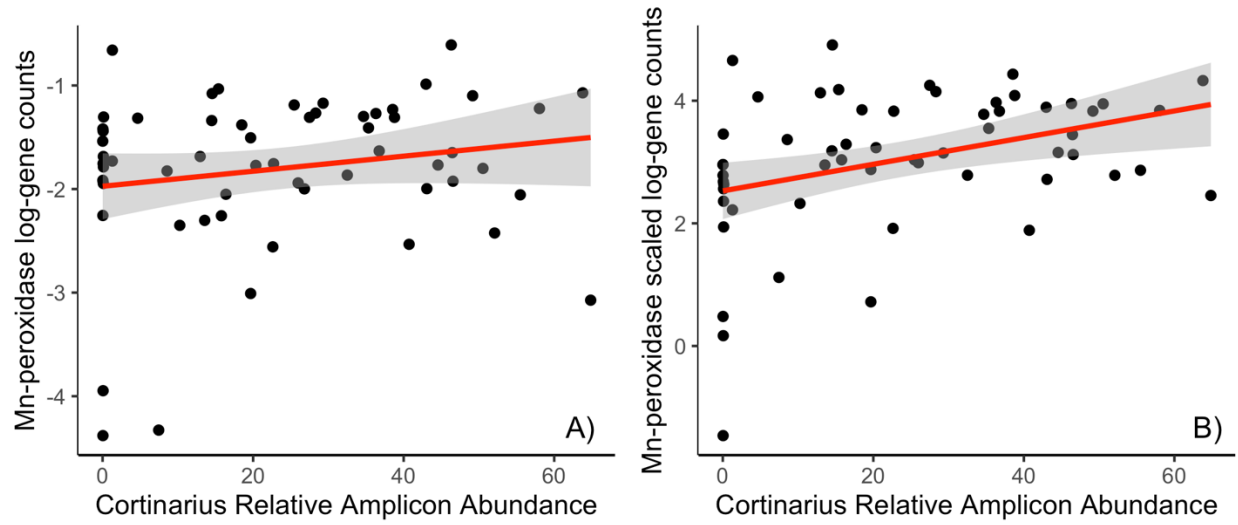 Mn-peroxidase log-gene counts
-1
-2
-3
-4
0
20
40
60
A)
Cortinarius Relative Amplicon Abundance
Mn-peroxidase scaled log-gene counts
4
2
0
0
20
40
60
B)
Cortinarius Relative Amplicon Abundance